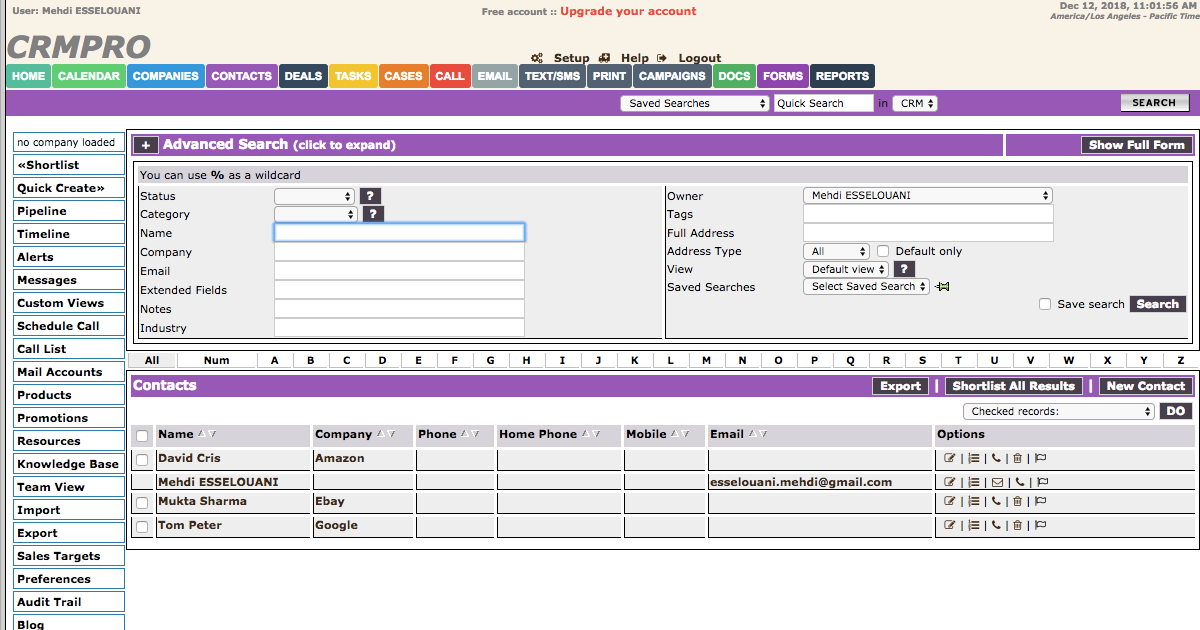 User: Mehdi ESSELOUANI
Free account :: Upgrade your account
Dec 12, 2018, 11:01:56 AM
America/Los Angeles - Pacific Time
CRMPRO
Setup Help Logout
HOME CALENDAR COMPANIES CONTACTS DEALS TASKS CASES CALL EMAIL TEXT/SMS PRINT CAMPAIGNS DOCS FORMS REPORTS
Saved Searches Quick Search in CRM SEARCH
no company loaded
«Shortlist
Quick Create»
Pipeline
Timeline
Alerts
Messages
Custom Views
Schedule Call
Call List
Mail Accounts
Products
Promotions
Resources
Knowledge Base
Team View
Import
Export
Sales Targets
Preferences
Audit Trail
Blog
+ Advanced Search (click to expand) Show Full Form
You can use % as a wildcard
Status ?
Category ?
Name
Company
Email
Extended Fields
Notes
Industry
Owner Mehdi ESSELOUANI
Tags
Full Address
Address Type All Default only
View Default view ?
Saved Searches Select Saved Search
Save search Search
All Num A B C D E F G H I J K L M N O P Q R S T U V W X Y Z
Contacts Export | Shortlist All Results | New Contact
Checked records: DO
Name Company Phone Home Phone Mobile Email Options
David Cris Amazon | | | |
Mehdi ESSELOUANI esselouani.mehdi@gmail.com | | | |
Mukta Sharma Ebay | | | |
Tom Peter Google | | | |